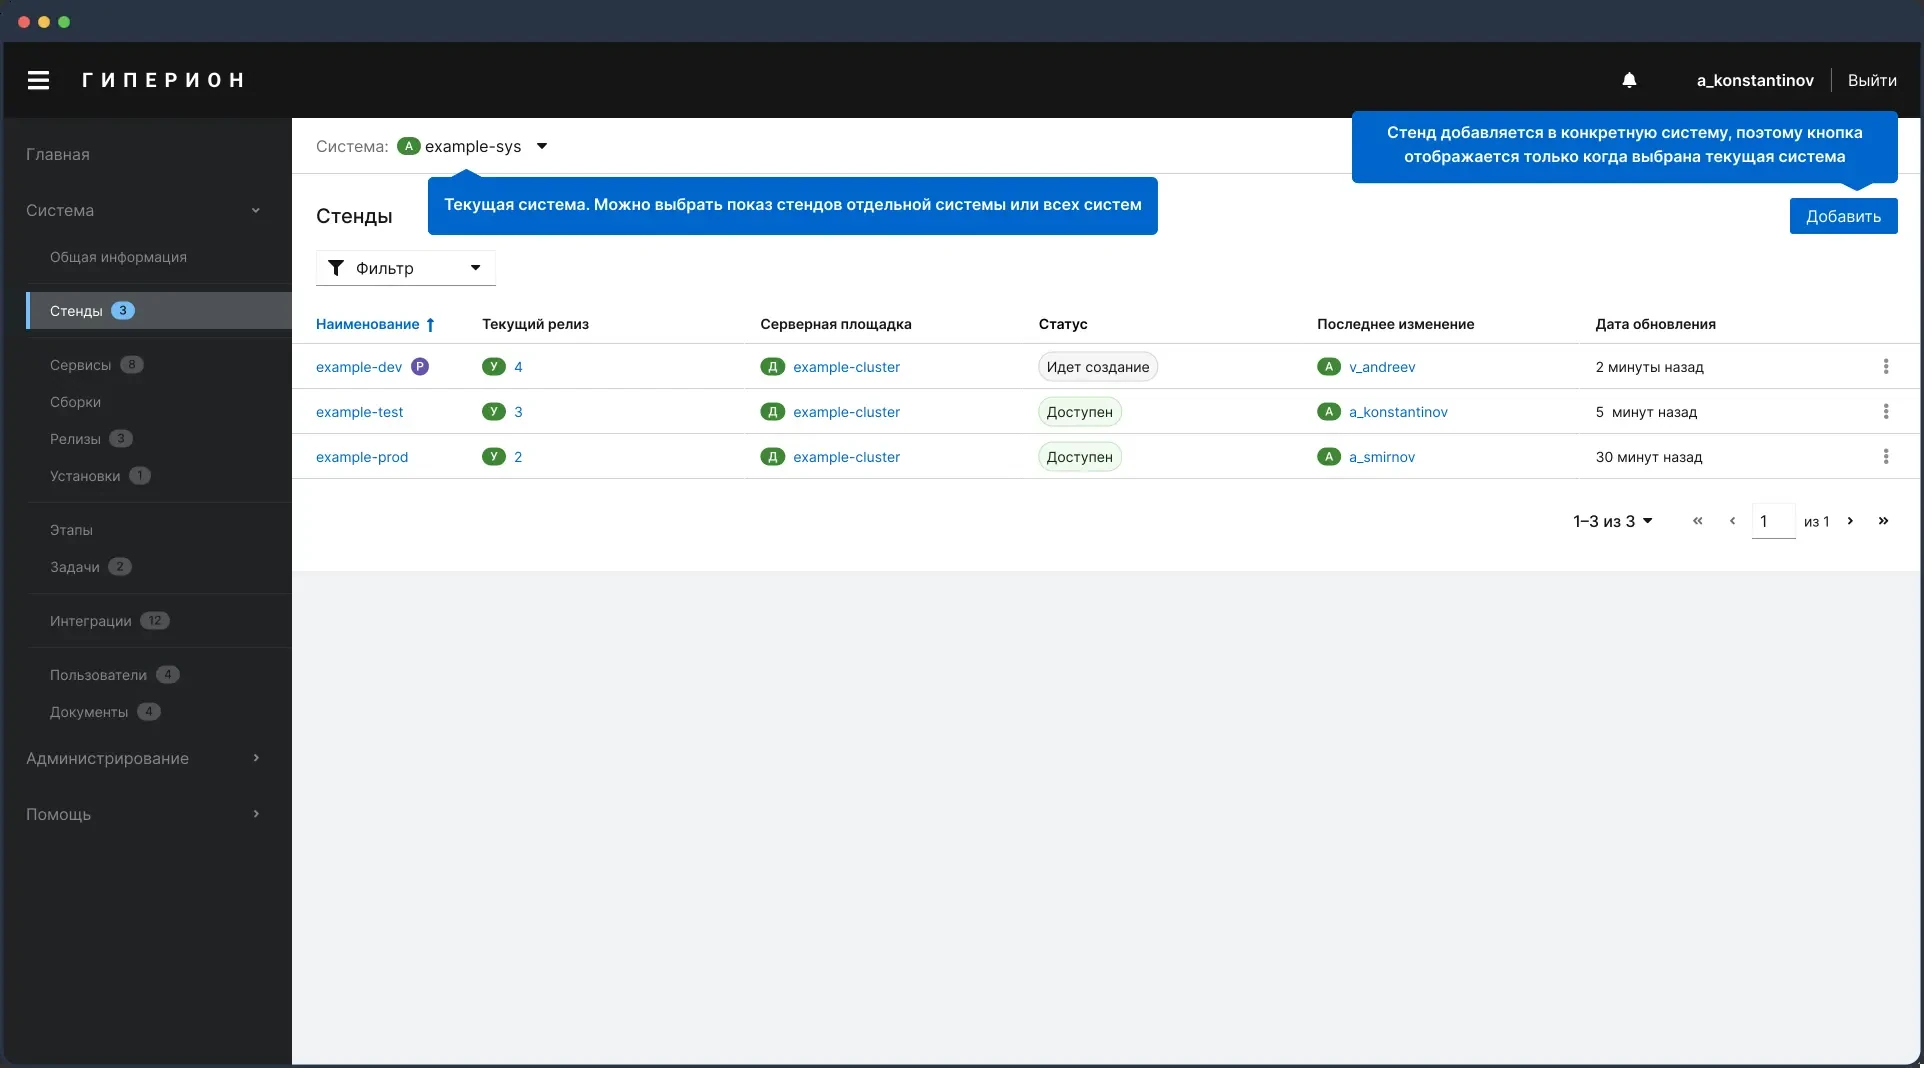 ГИПЕРИОН
a_konstantinov
Выйти
Главная
Система
Общая информация
Стенды 3
Сервисы 8
Сборки
Релизы 3
Установки 1
Этапы
Задачи 2
Интеграции 12
Пользователи 4
Документы 4
Администрирование
Помощь
Система: А example-sys
Стенд добавляется в конкретную систему, поэтому кнопка
отображается только когда выбрана текущая система
Текущая система. Можно выбрать показ стендов отдельной системы или всех систем
Стенды
Добавить
Фильтр
Наименование Текущий релиз Серверная площадка Статус Последнее изменение Дата обновления
example-dev Р У 4 Д example-cluster Идет создание А v_andreev 2 минуты назад
example-test У 3 Д example-cluster Доступен А a_konstantinov 5 минут назад
example-prod У 2 Д example-cluster Доступен А a_smirnov 30 минут назад
1–3 из 3 « ‹ 1 из 1 › »